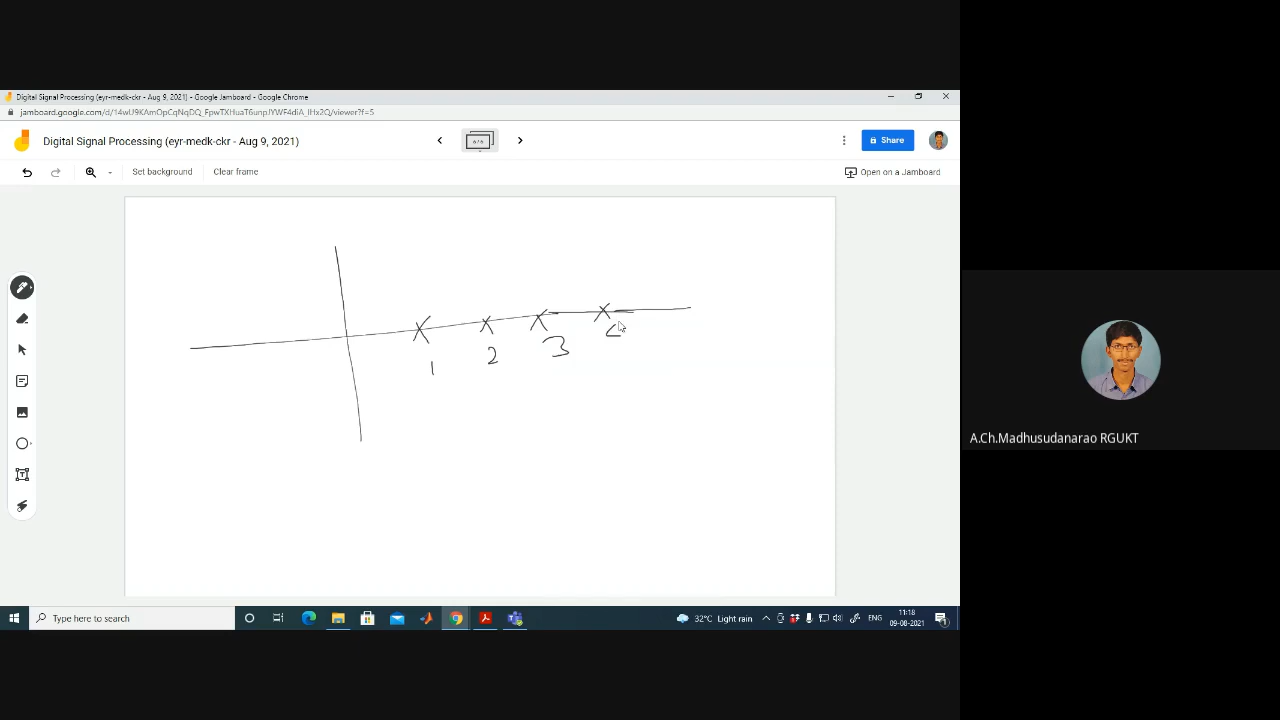 Digital Signal Processing (eyr-medk-ckr - Aug 9, 2021) - Google Jamboard - Google Chrome
Digital Signal Processing (eyr-medk-ckr - Aug 9, 2021)
6 / 6
Share
Set background
Clear frame
Open on a Jamboard
1
2
3
A.Ch.Madhusudanarao RGUKT
Type here to search
32°C Light rain
ENG
11:18
09-08-2021